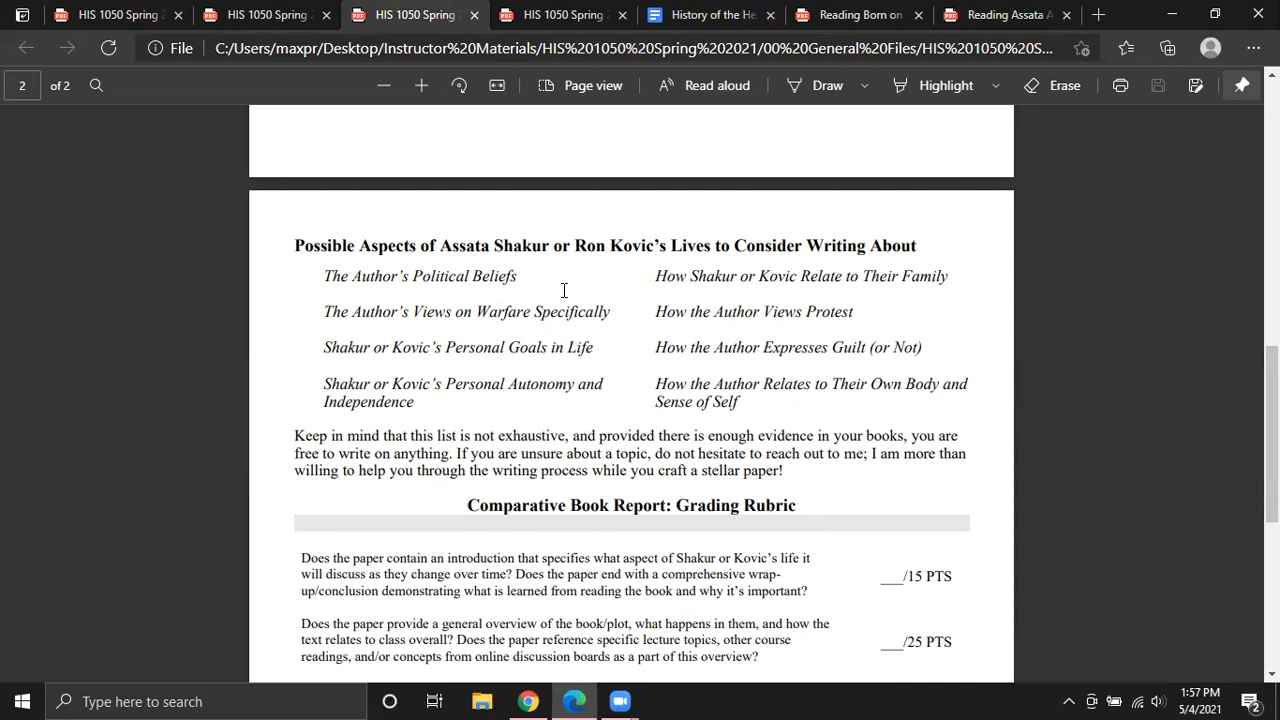 HIS 1050 Spring
HIS 1050 Spring
HIS 1050 Spring
HIS 1050 Spring
History of the He
Reading Born on
Reading Assata A
File
C:/Users/maxpr/Desktop/Instructor%20Materials/HIS%201050%20Spring%202021/00%20General%20Files/HIS%201050%20S...
2 of 2
Page view
Read aloud
Draw
Highlight
Erase
Possible Aspects of Assata Shakur or Ron Kovic's Lives to Consider Writing About
The Author's Political Beliefs
How Shakur or Kovic Relate to Their Family
The Author's Views on Warfare Specifically
How the Author Views Protest
Shakur or Kovic's Personal Goals in Life
How the Author Expresses Guilt (or Not)
Shakur or Kovic's Personal Autonomy and
Independence
How the Author Relates to Their Own Body and
Sense of Self
Keep in mind that this list is not exhaustive, and provided there is enough evidence in your books, you are
free to write on anything. If you are unsure about a topic, do not hesitate to reach out to me; I am more than
willing to help you through the writing process while you craft a stellar paper!
Comparative Book Report: Grading Rubric
Does the paper contain an introduction that specifies what aspect of Shakur or Kovic's life it
will discuss as they change over time? Does the paper end with a comprehensive wrap-
up/conclusion demonstrating what is learned from reading the book and why it's important?
___/15 PTS
Does the paper provide a general overview of the book/plot, what happens in them, and how the
text relates to class overall? Does the paper reference specific lecture topics, other course
readings, and/or concepts from online discussion boards as a part of this overview?
___/25 PTS
Type here to search
1:57 PM
5/4/2021
2